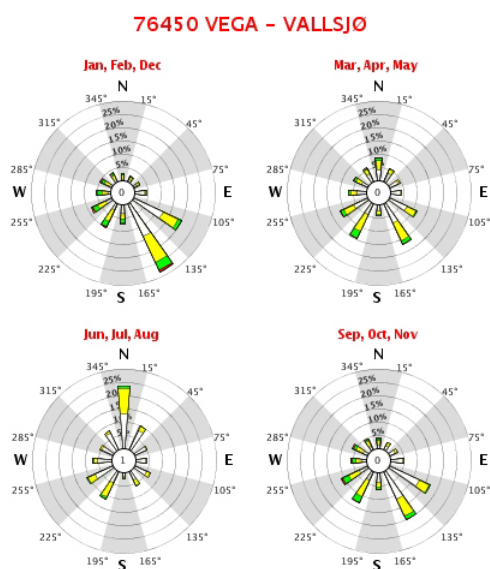 76450 VEGA – VALLSJØ
Jan, Feb, Dec
N
345° 15°
315° 45°
25%
20%
15%
10%
5%
285° 75°
W 0 E
255° 105°
225° 135°
195° 165°
S
Mar, Apr, May
N
345° 15°
315° 45°
25%
20%
15%
10%
5%
285° 75°
W 0 E
255° 105°
225° 135°
195° 165°
S
Jun, Jul, Aug
N
345° 15°
315° 45°
25%
20%
15%
10%
285° 75°
W 1 E
255° 105°
225° 135°
195° 165°
S
Sep, Oct, Nov
N
345° 15°
315° 45°
25%
20%
15%
10%
5%
285° 75°
W 0 E
255° 105°
225° 135°
195° 165°
S